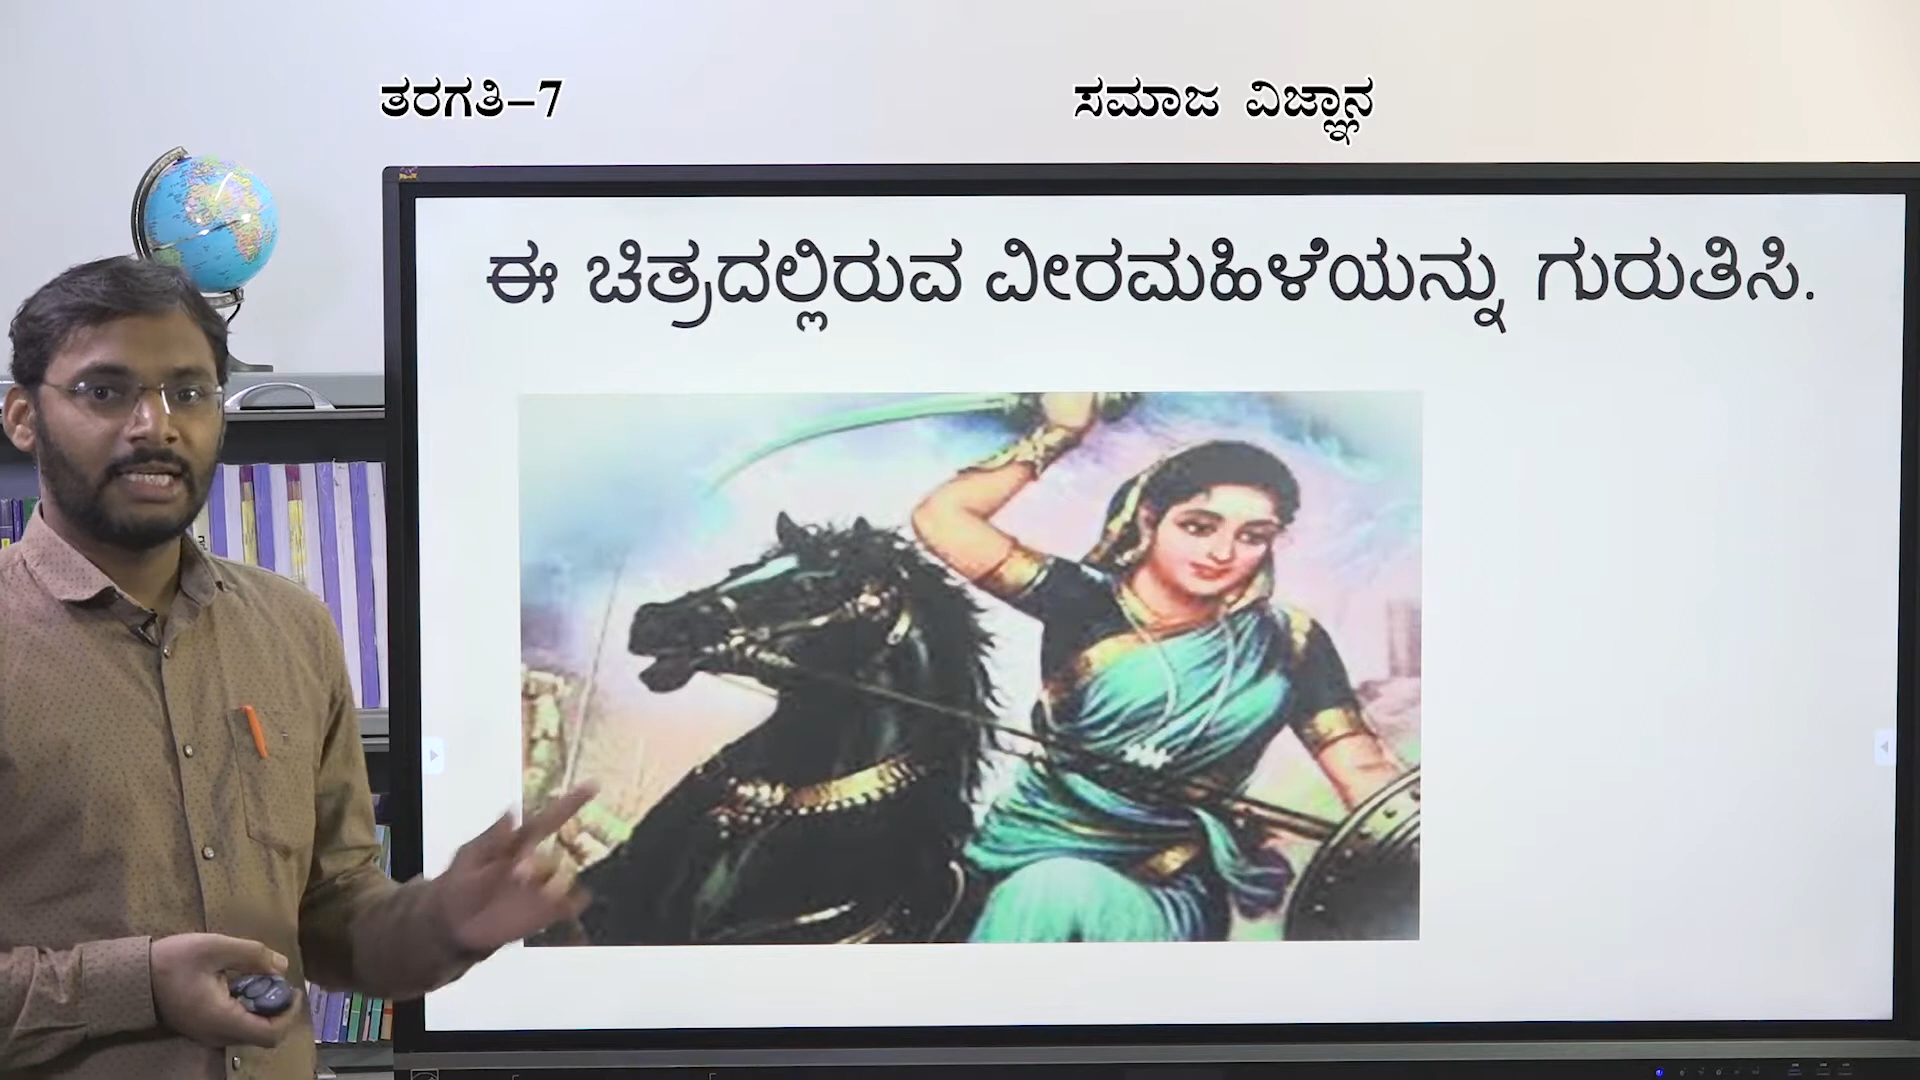 ತರಗತಿ–7
ಸಮಾಜ ವಿಜ್ಞಾನ
ಈ ಚಿತ್ರದಲ್ಲಿರುವ ವೀರಮಹಿಳೆಯನ್ನು ಗುರುತಿಸಿ.